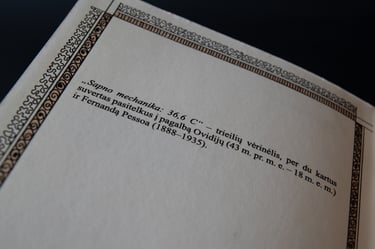 „Sapno mechanika: 36,6 C“ – trieilių vėrinėlis, per du kartus
suvertas pasitelkus į pagalbą Ovidijų (43 m. pr. m. e. – 18 m. e. m.)
ir Fernandą Pessoa (1888–1935).